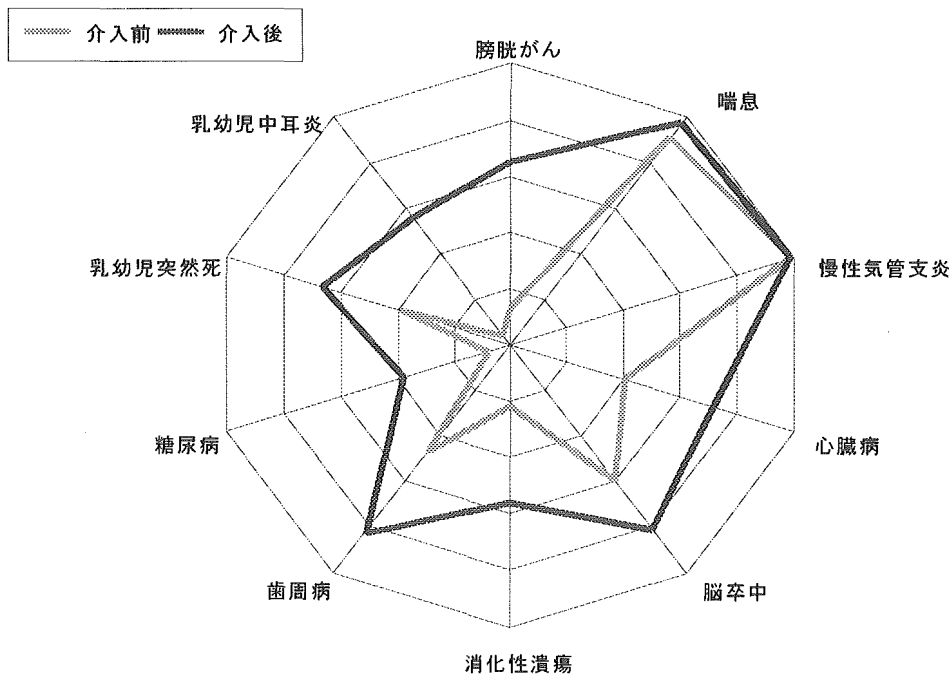 介入前 介入後
膀胱がん
喘息
慢性気管支炎
心臓病
脳卒中
消化性潰瘍
歯周病
糖尿病
乳幼児突然死
乳幼児中耳炎